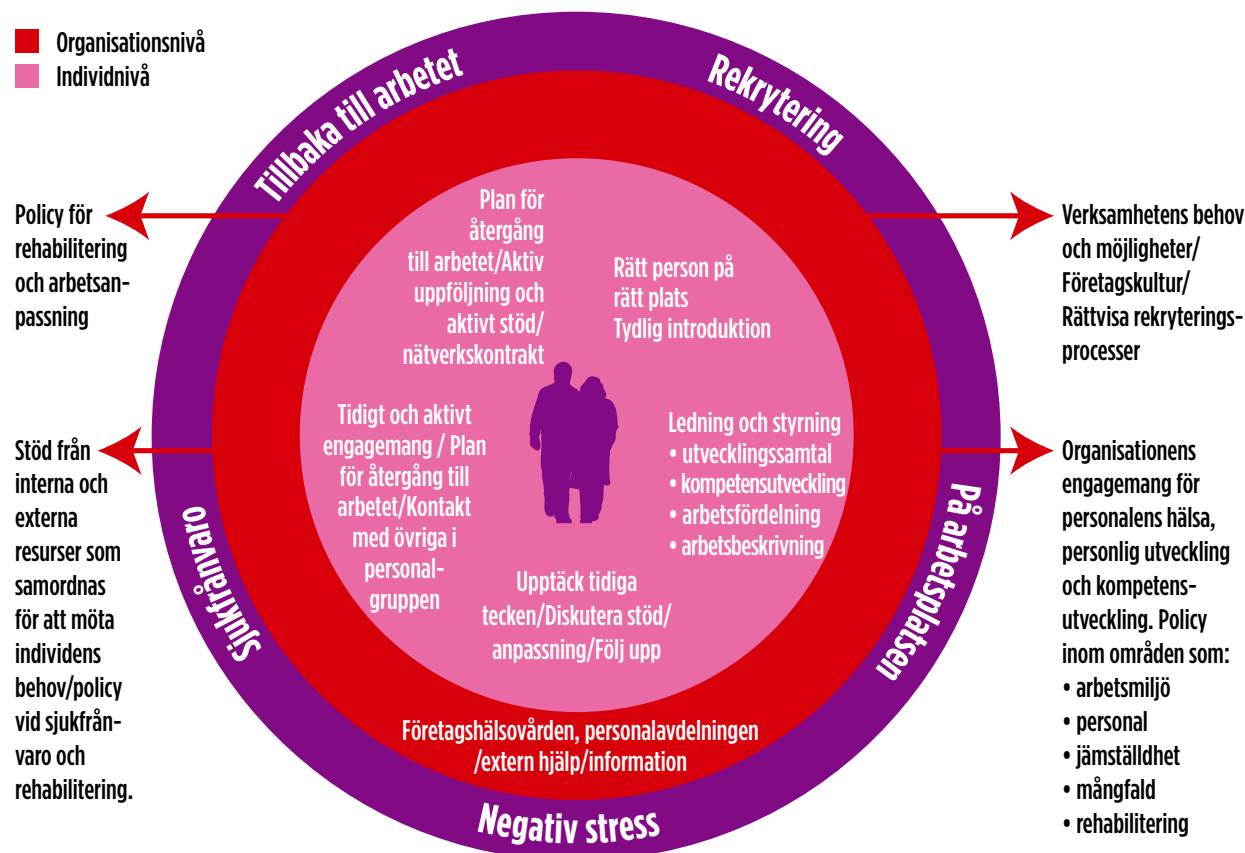 Organisationsnivå
Individnivå
Tillbaka till arbetet
Rekrytering
Policy för
rehabilitering
och arbetsan-
passning
Plan för
återgång
till arbetet/Aktiv
uppföljning och
aktivt stöd/
nätverkskontrakt
Rätt person på
rätt plats
Tydlig introduktion
Verksamhetens behov
och möjligheter/
Företagskultur/
Rättvisa rekryterings-
processer
Stöd från
interna och
externa
resurser som
samordnas
för att möta
individens
behov/policy
vid sjukfrån-
varo och
rehabilitering.
Sjukfrånvaro
Tidigt och aktivt
engagemang / Plan
för återgång till
arbetet/Kontakt
med övriga i
personal-
gruppen
Ledning och styrning
• utvecklingssamtal
• kompetensutveckling
• arbetsfördelning
• arbetsbeskrivning
På arbetsplatsen
Organisationens
engagemang för
personalens hälsa,
personlig utveckling
och kompetens-
utveckling. Policy
inom områden som:
• arbetsmiljö
• personal
• jämställdhet
• mångfald
• rehabilitering
Upptäck tidiga
tecken/Diskutera stöd/
anpassning/Följ upp
Företagshälsovården, personalavdelningen
/extern hjälp/information
Negativ stress